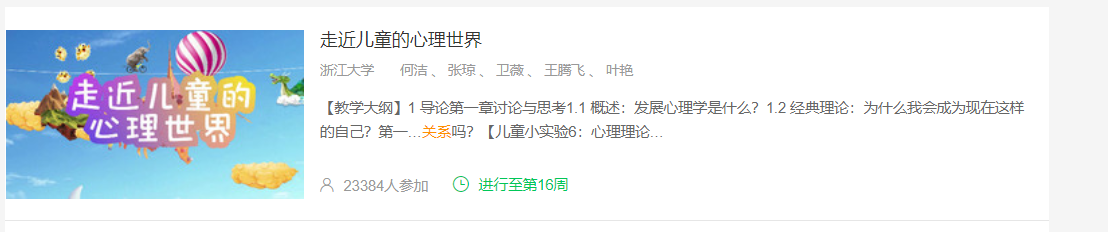 走近儿童的
心理世界
走近儿童的心理世界
浙江大学 何洁 、 张琼 、 卫薇 、 王腾飞 、 叶艳
【教学大纲】1 导论第一章讨论与思考1.1 概述：发展心理学是什么？1.2 经典理论：为什么我会成为现在这样
的自己？第一...关系吗？【儿童小实验6：心理理论...
23384人参加 进行至第16周